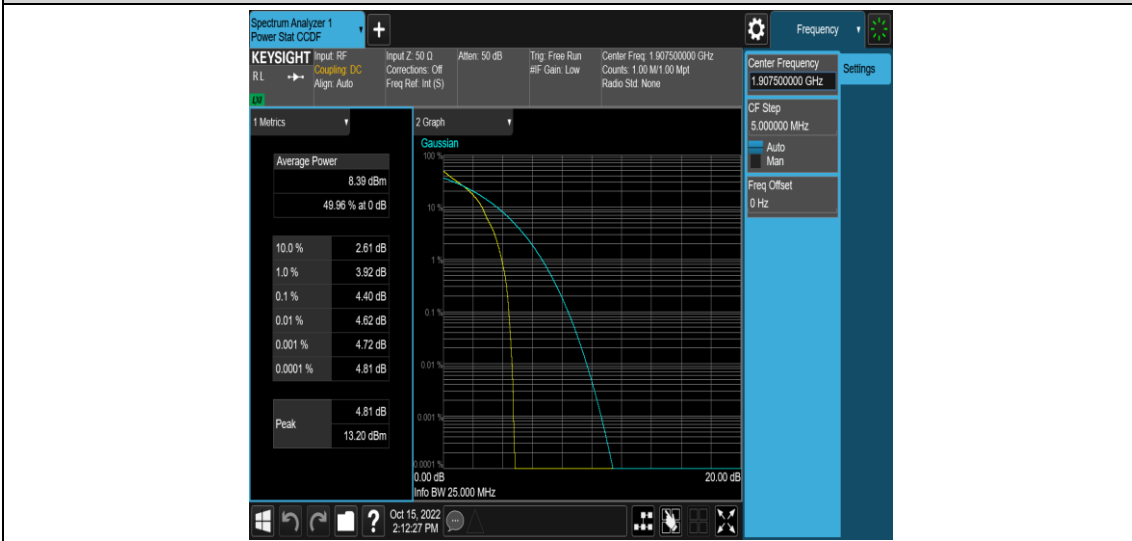 Spectrum Analyzer 1
Power Stat CCDF
+
Frequency
KEYSIGHT
R L
LXI
Input: RF
Coupling: DC
Align: Auto
Input Z: 50 Ω
Corrections: Off
Freq Ref: Int (S)
Atten: 50 dB
Trig: Free Run
#IF Gain: Low
Center Freq: 1.907500000 GHz
Counts: 1.00 M/1.00 Mpt
Radio Std: None
Center Frequency
1.907500000 GHz
Settings
CF Step
5.000000 MHz
Auto
Man
Freq Offset
0 Hz
1 Metrics
Average Power
8.39 dBm
49.96 % at 0 dB
10.0 % 2.61 dB
1.0 % 3.92 dB
0.1 % 4.40 dB
0.01 % 4.62 dB
0.001 % 4.72 dB
0.0001 % 4.81 dB
Peak
4.81 dB
13.20 dBm
2 Graph
Gaussian
100 %
10 %
1 %
0.1 %
0.01 %
0.001 %
0.0001 %
0.00 dB 20.00 dB
Info BW 25.000 MHz
?
Oct 15, 2022
2:12:27 PM